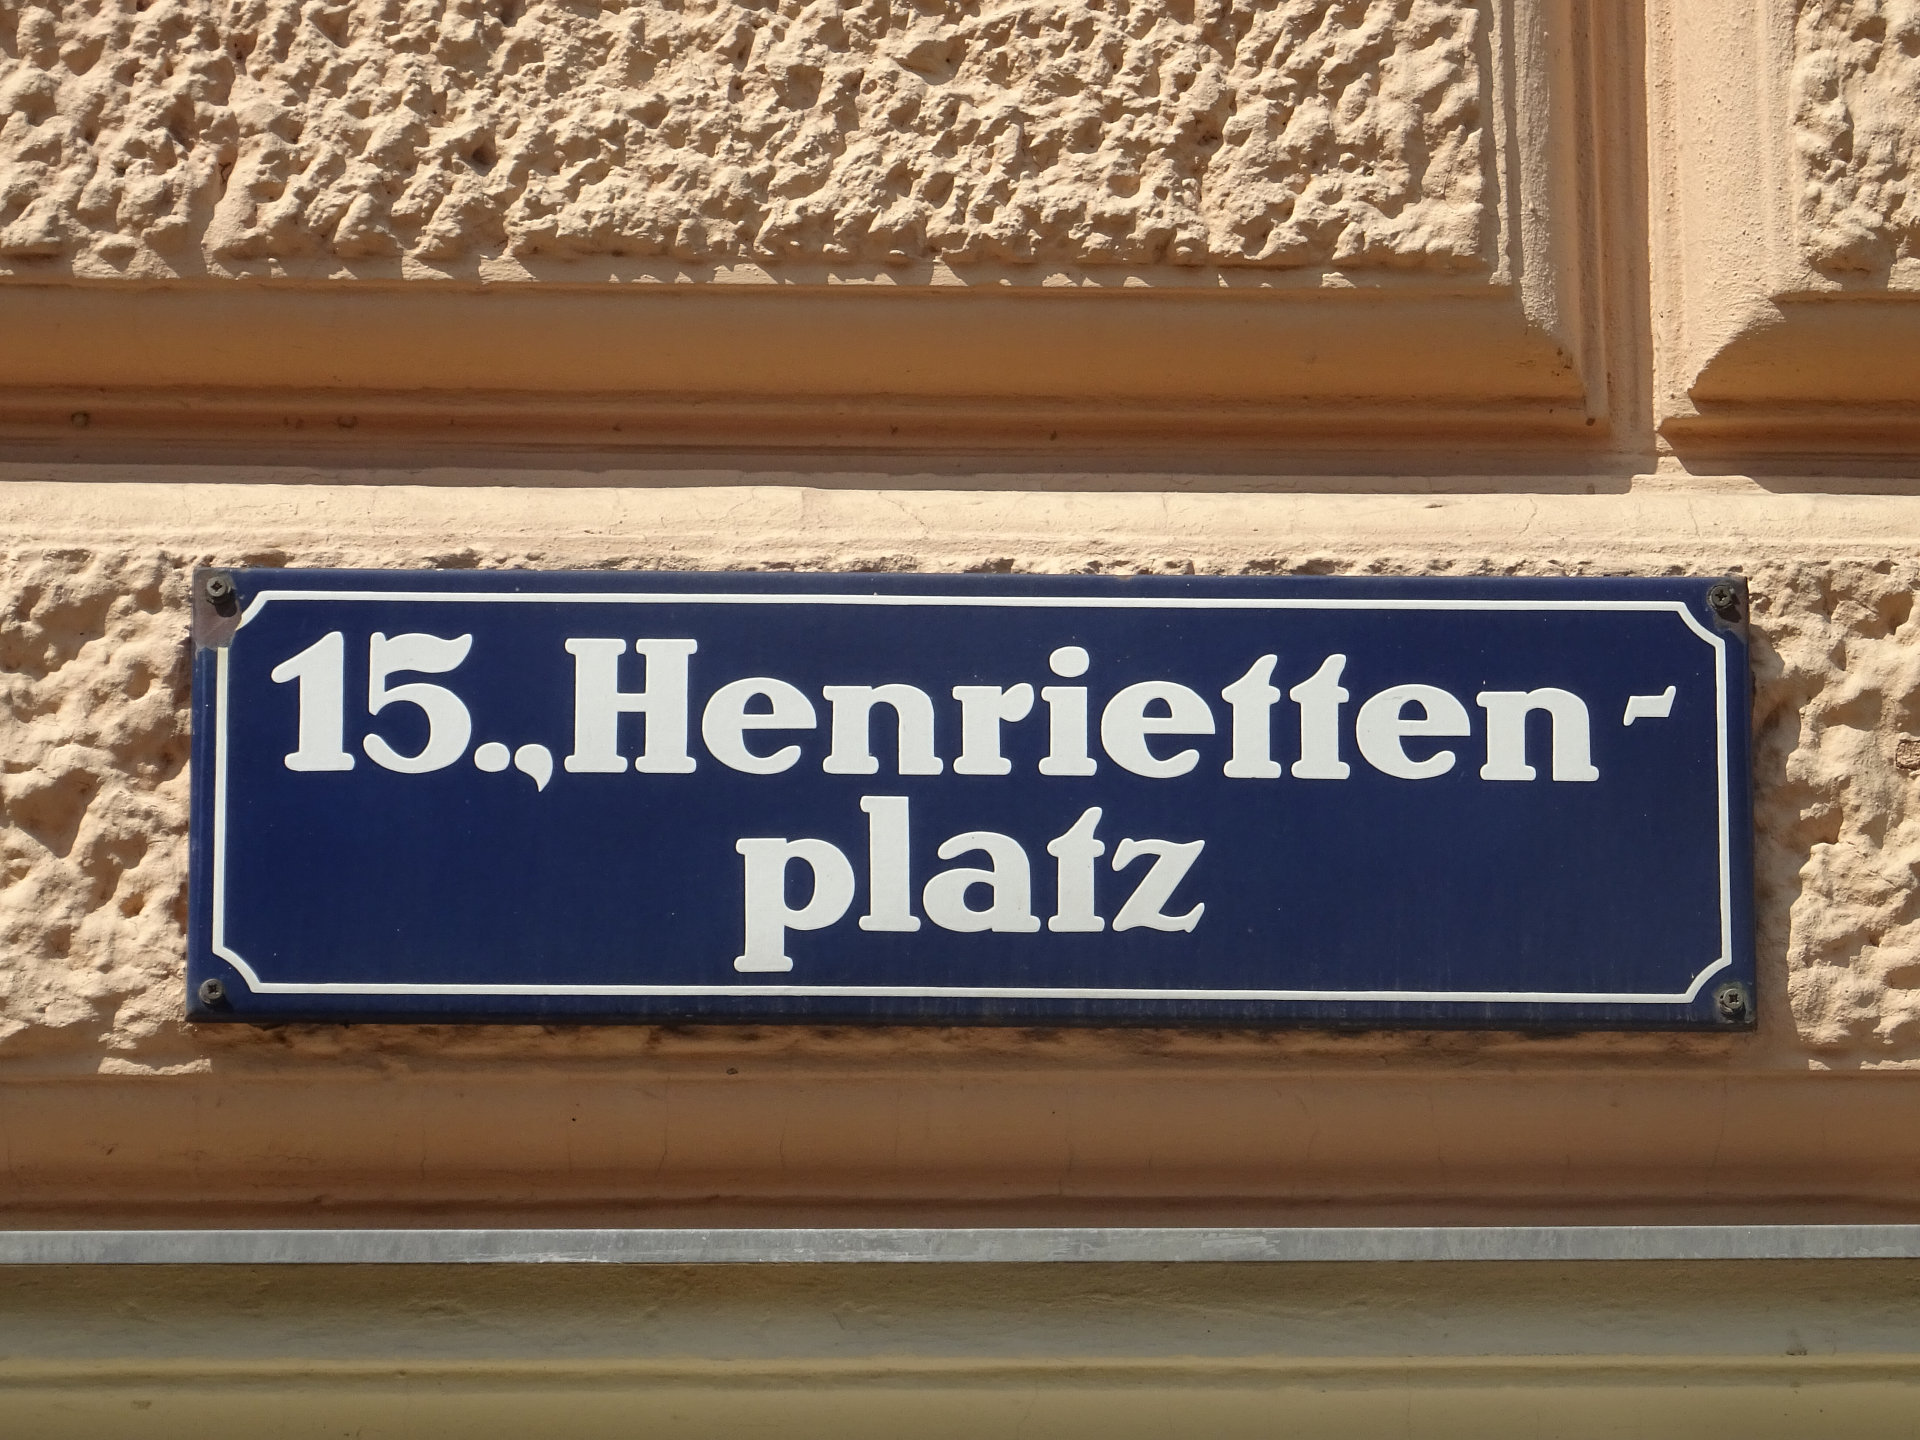 15., Henrietten-
platz